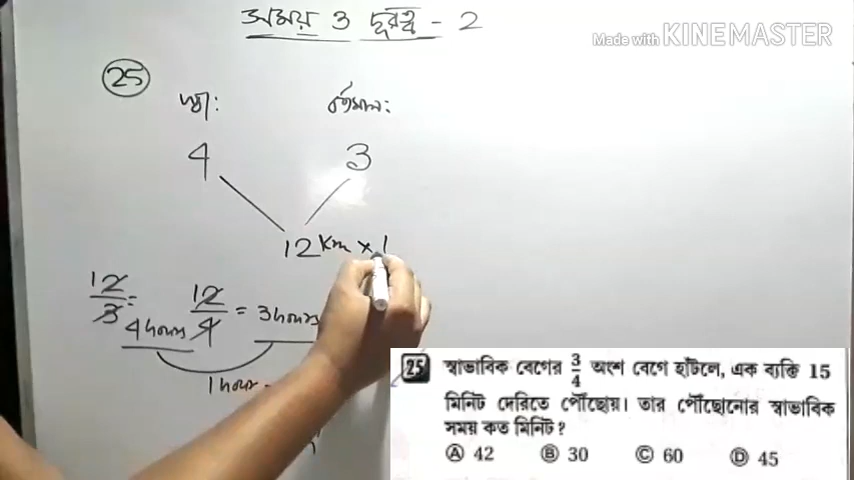 সময় ও দূরত্ব - 2
Made with KINEMASTER
25
স্বা: বর্তমান:
4 3
12 Km × 1
12/3 = 4 hours 12/4 = 3 hours
1 hour -
25 স্বাভাবিক বেগের 3/4 অংশ বেগে হাঁটলে, এক ব্যক্তি 15
মিনিট দেরিতে পৌঁছোয়। তার পৌঁছোনোর স্বাভাবিক
সময় কত মিনিট?
A 42 B 30 C 60 D 45